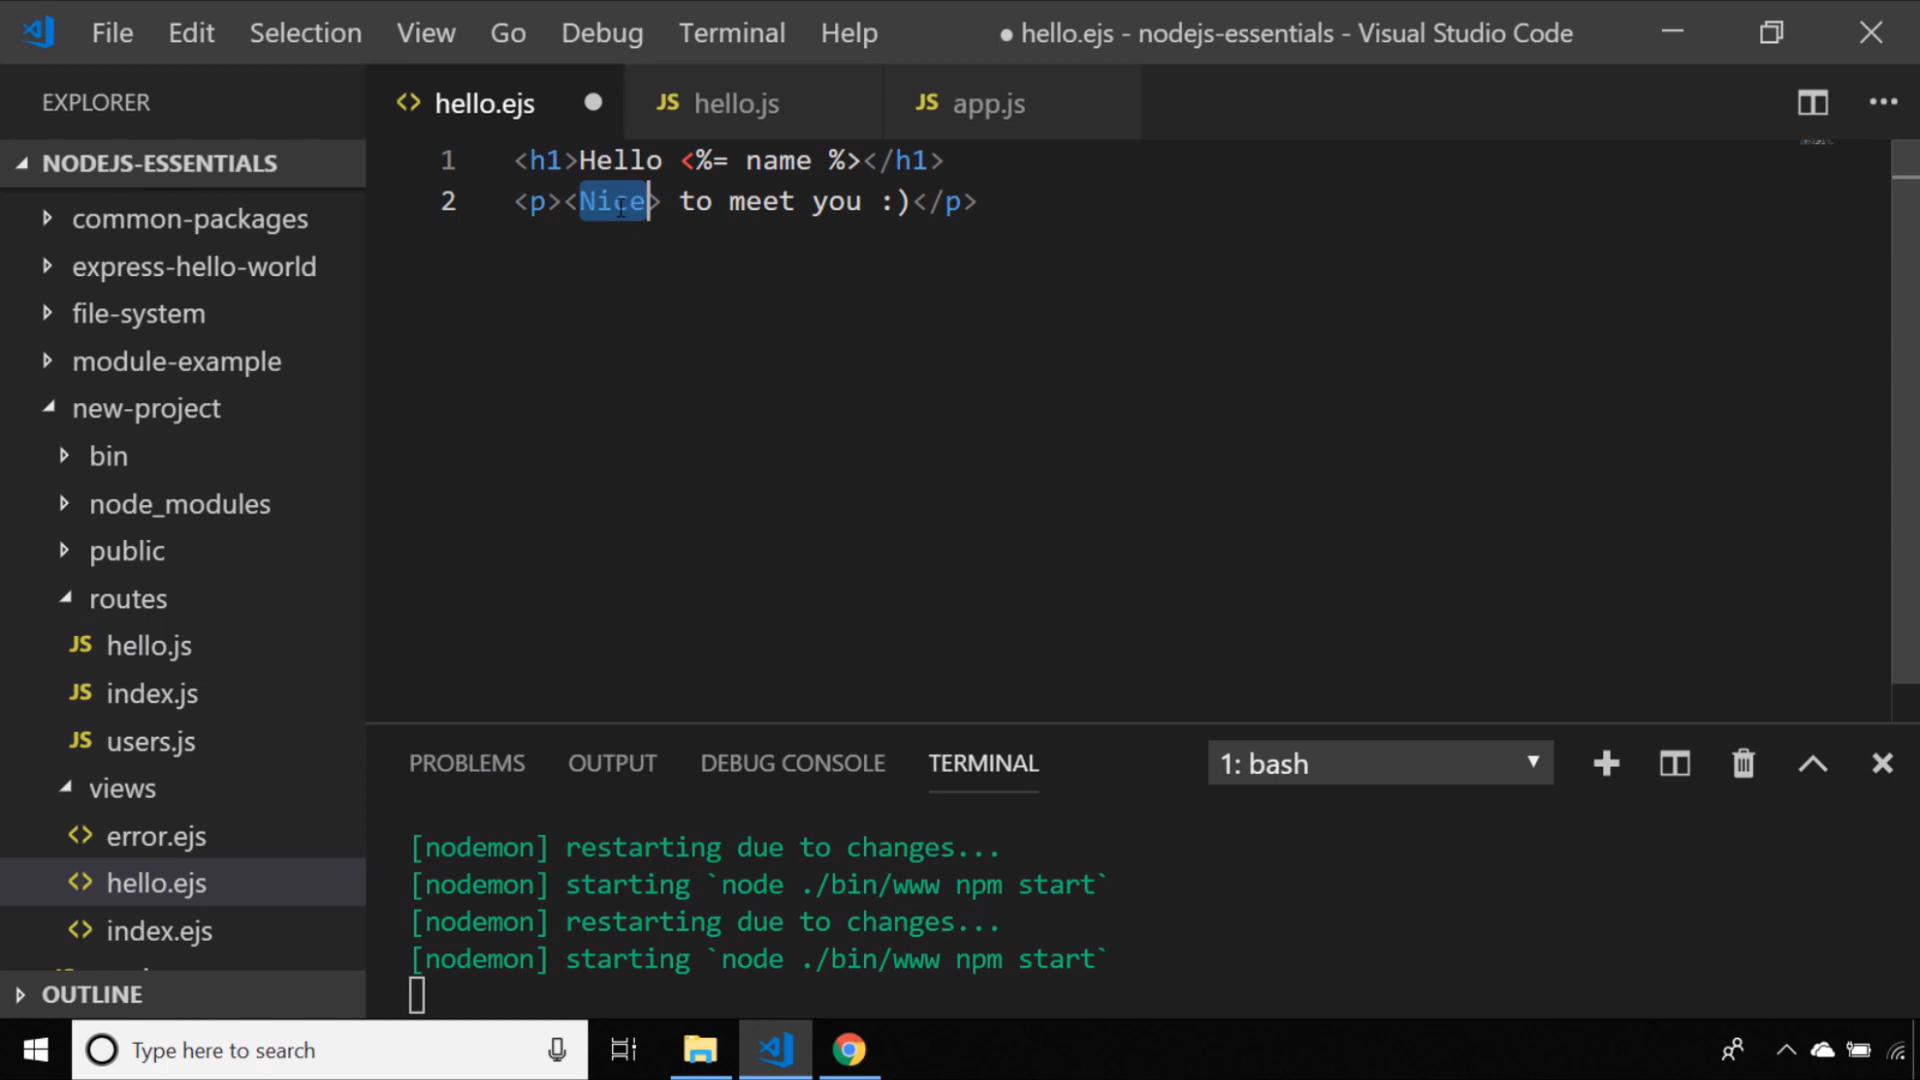 File Edit Selection View Go Debug Terminal Help ● hello.ejs - nodejs-essentials - Visual Studio Code
EXPLORER
<> hello.ejs ●
JS hello.js
JS app.js
NODEJS-ESSENTIALS
common-packages
express-hello-world
file-system
module-example
new-project
bin
node_modules
public
routes
JS hello.js
JS index.js
JS users.js
views
<> error.ejs
<> hello.ejs
<> index.ejs
OUTLINE
1 <h1>Hello <%= name %></h1>
2 <p><Nice> to meet you :)</p>
PROBLEMS OUTPUT DEBUG CONSOLE TERMINAL 1: bash
[nodemon] restarting due to changes...
[nodemon] starting `node ./bin/www npm start`
[nodemon] restarting due to changes...
[nodemon] starting `node ./bin/www npm start`
Type here to search